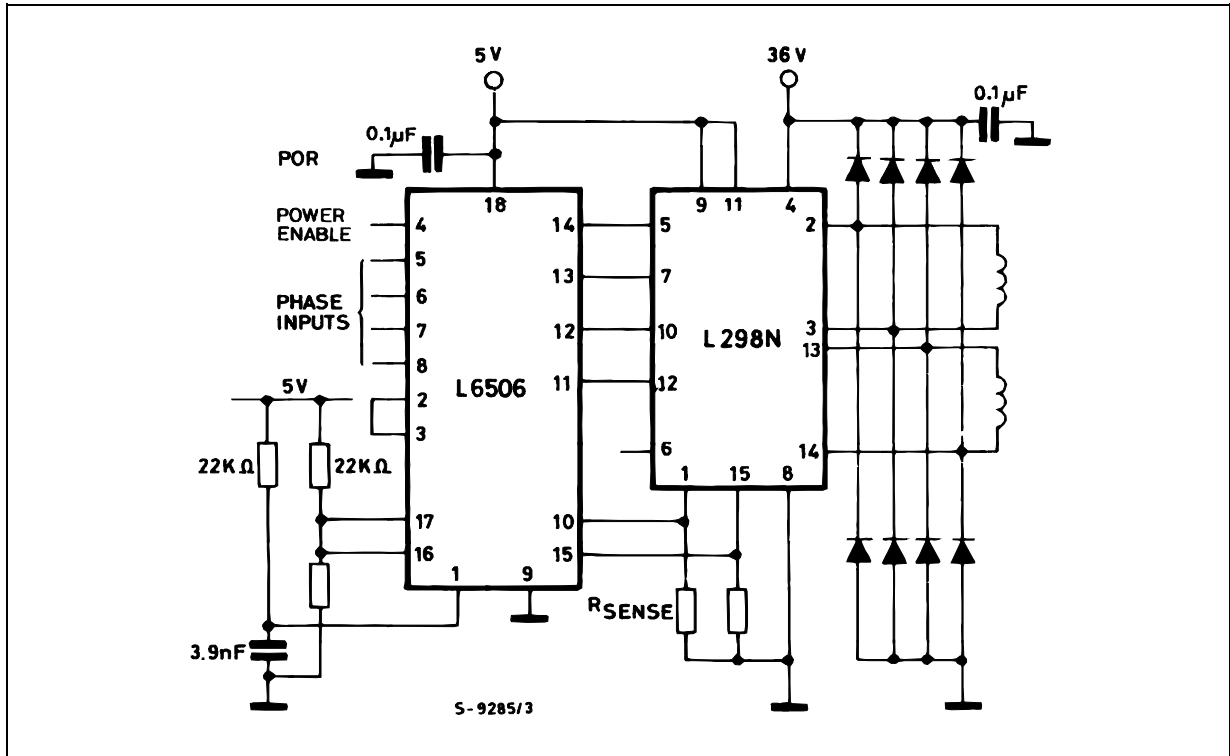 5V
36V
0.1µF
0.1µF
POR
18
9
11
4
POWER
ENABLE
4
14
5
2
5
13
7
PHASE
INPUTS
6
7
12
10
3
L298N
13
8
L6506
11
12
5V
2
3
6
14
22KΩ
22KΩ
1
15
8
17
10
16
15
1
9
RSENSE
3.9nF
S-9285/3